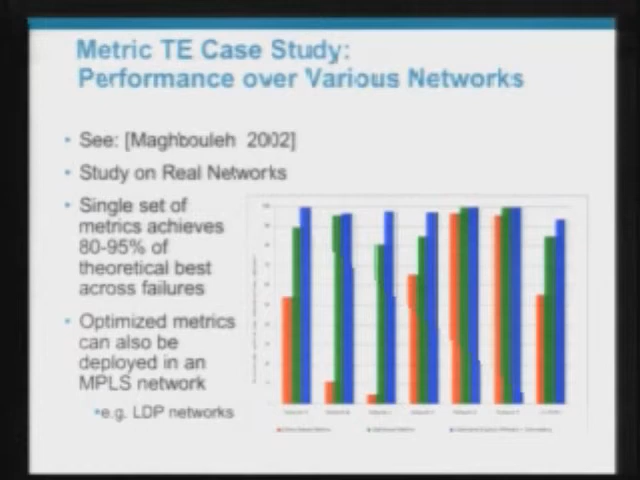 Metric TE Case Study:
Performance over Various Networks
• See: [Maghbouleh 2002]
• Study on Real Networks
• Single set of
metrics achieves
80-95% of
theoretical best
across failures
• Optimized metrics
can also be
deployed in an
MPLS network
•e.g. LDP networks